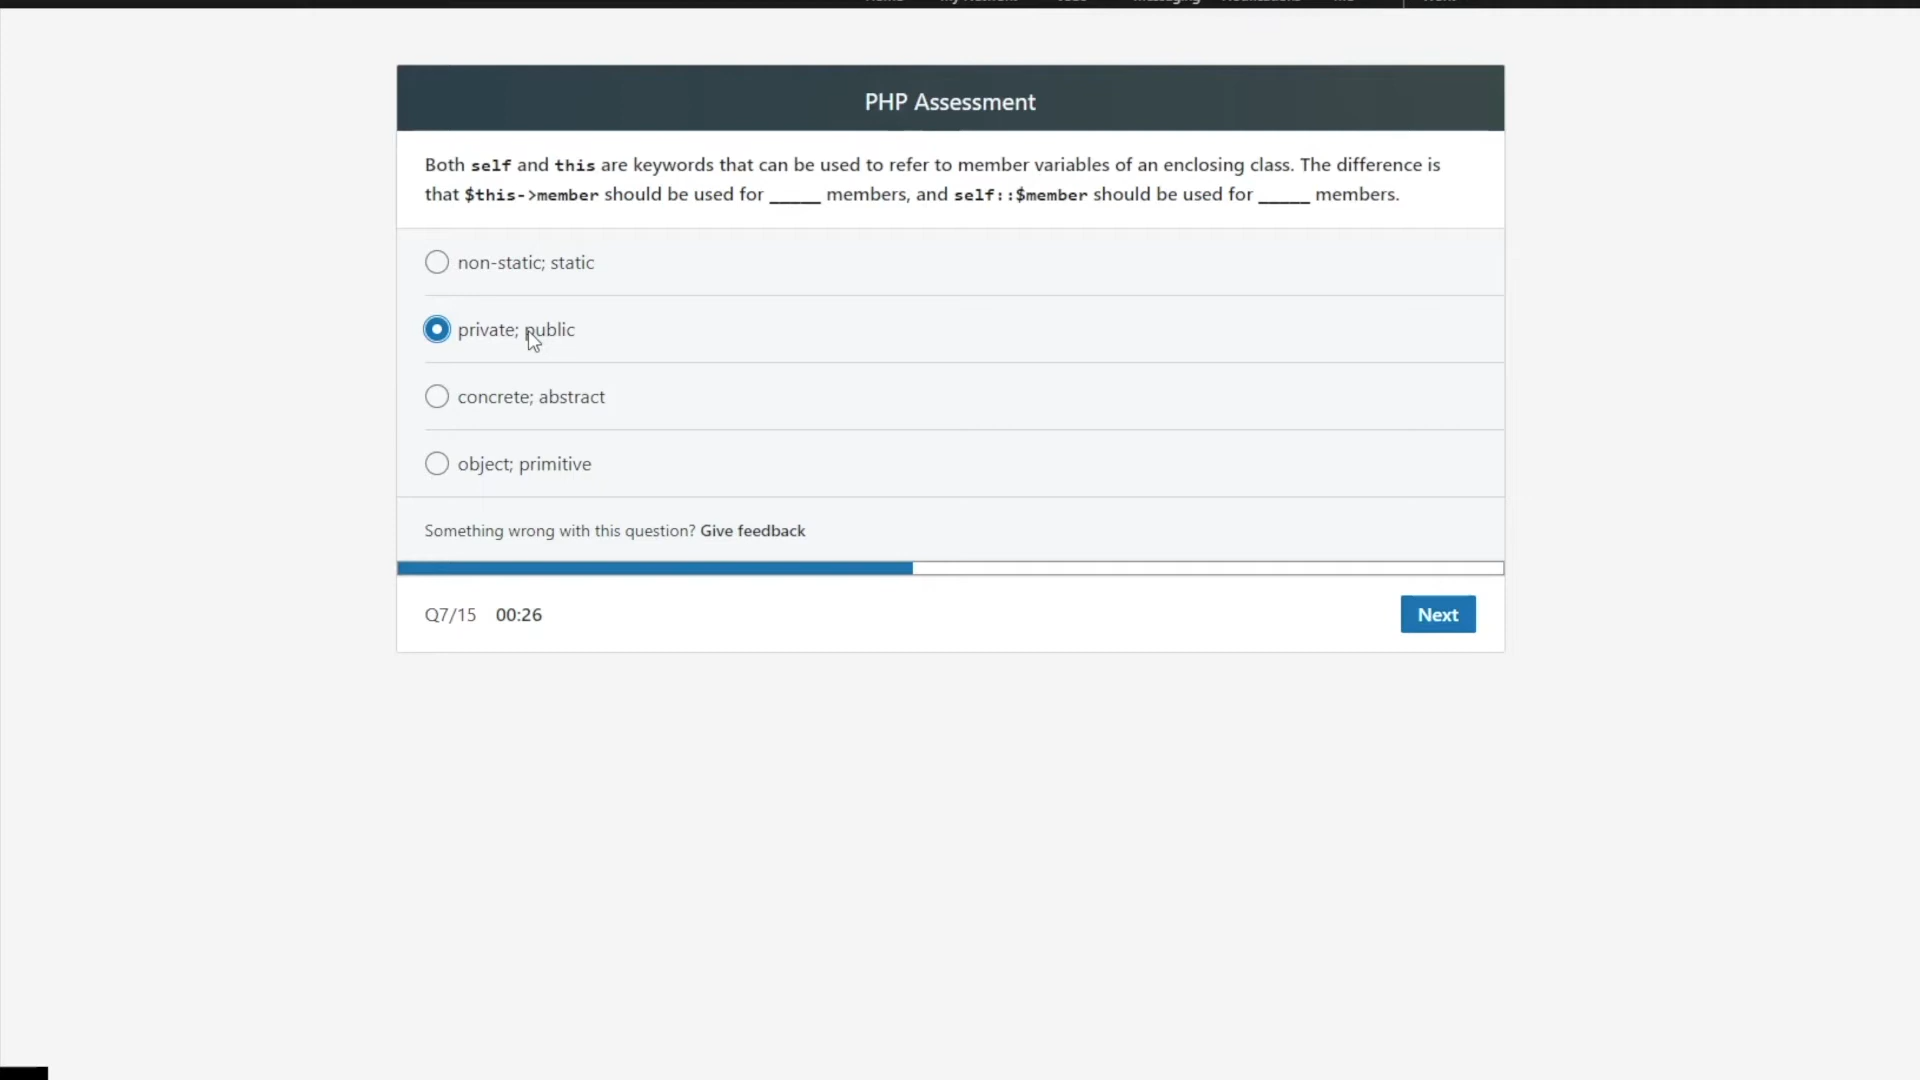 PHP Assessment
Both self and this are keywords that can be used to refer to member variables of an enclosing class. The difference is
that $this->member should be used for _____ members, and self::$member should be used for _____ members.
non-static; static
private; public
concrete; abstract
object; primitive
Something wrong with this question? Give feedback
Q7/15 00:26
Next